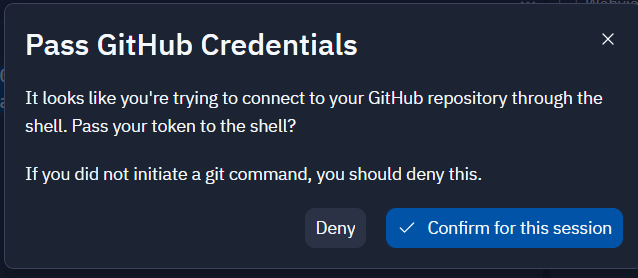 Pass GitHub Credentials
It looks like you're trying to connect to your GitHub repository through the
shell. Pass your token to the shell?
If you did not initiate a git command, you should deny this.
Deny
Confirm for this session